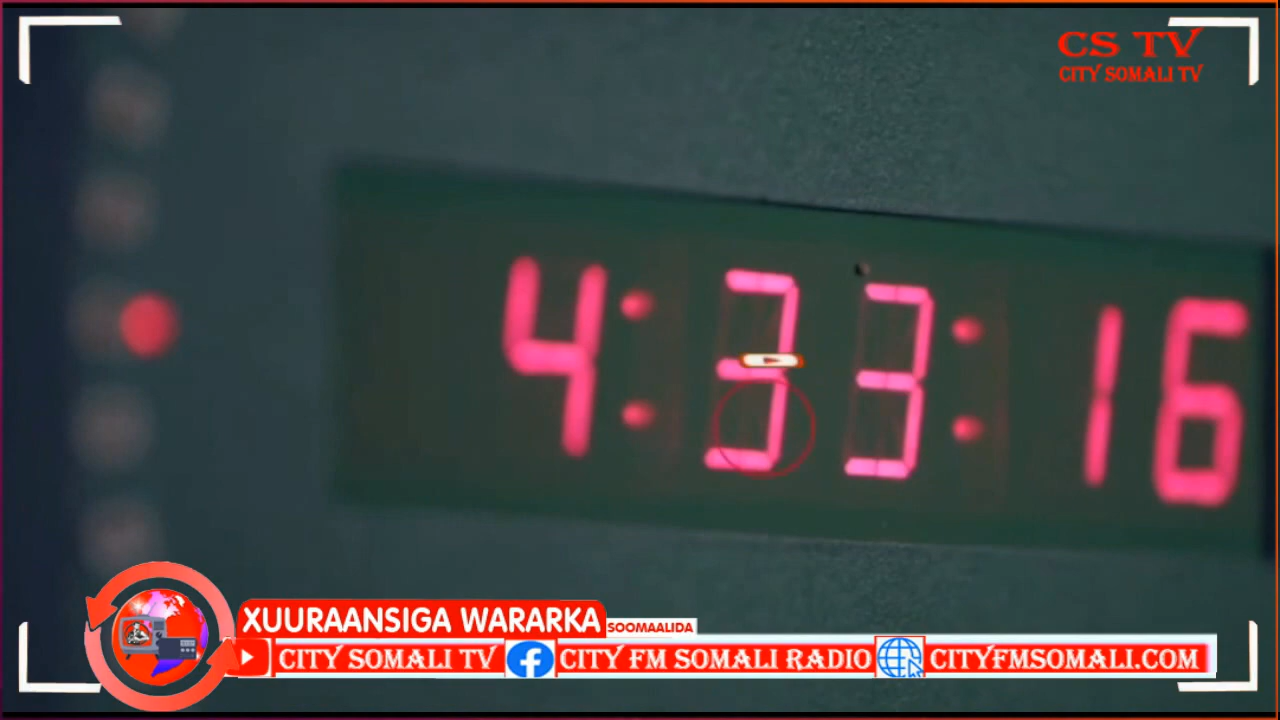 CS TV
CITY SOMALI TV
4:33:16
XUURAANSIGA WARARKA
SOOMAALIDA
CITY SOMALI TV
CITY FM SOMALI RADIO
CITYFMSOMALI.COM